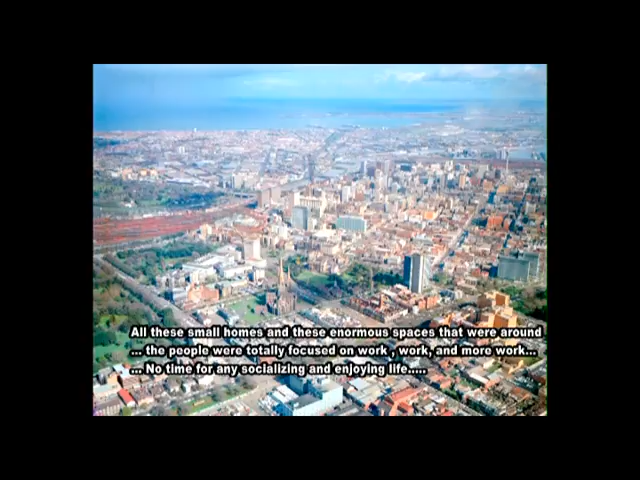 All these small homes and these enormous spaces that were around
... the people were totally focused on work , work, and more work...
... No time for any socializing and enjoying life.....